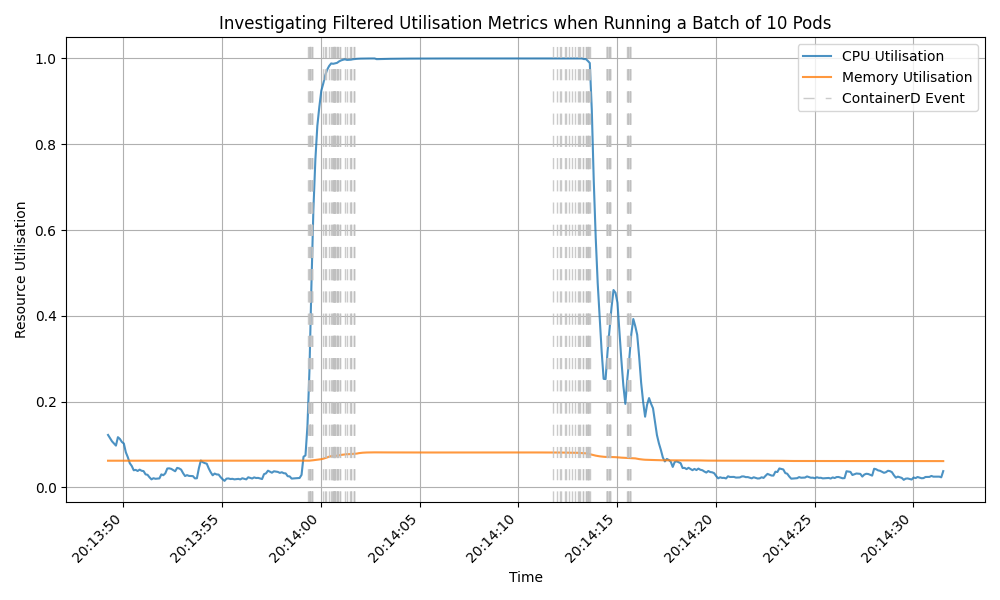 Investigating Filtered Utilisation Metrics when Running a Batch of 10 Pods
CPU Utilisation
Memory Utilisation
ContainerD Event
Resource Utilisation
1.0
0.8
0.6
0.4
0.2
0.0
20:13:50
20:13:55
20:14:00
20:14:05
20:14:10
20:14:15
20:14:20
20:14:25
20:14:30
Time